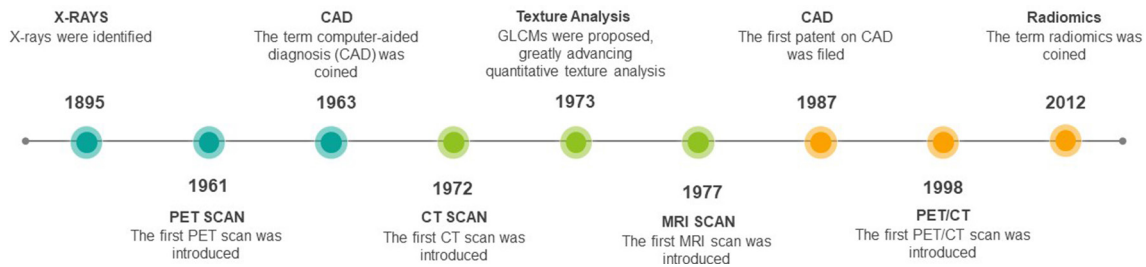 X-RAYS
X-rays were identified
1895
1961
PET SCAN
The first PET scan was
introduced
CAD
The term computer-aided
diagnosis (CAD) was
coined
1963
1972
CT SCAN
The first CT scan was
introduced
Texture Analysis
GLCMs were proposed,
greatly advancing
quantitative texture analysis
1973
1977
MRI SCAN
The first MRI scan was
introduced
CAD
The first patent on CAD
was filed
1987
1998
PET/CT
The first PET/CT scan was
introduced
Radiomics
The term radiomics was
coined
2012